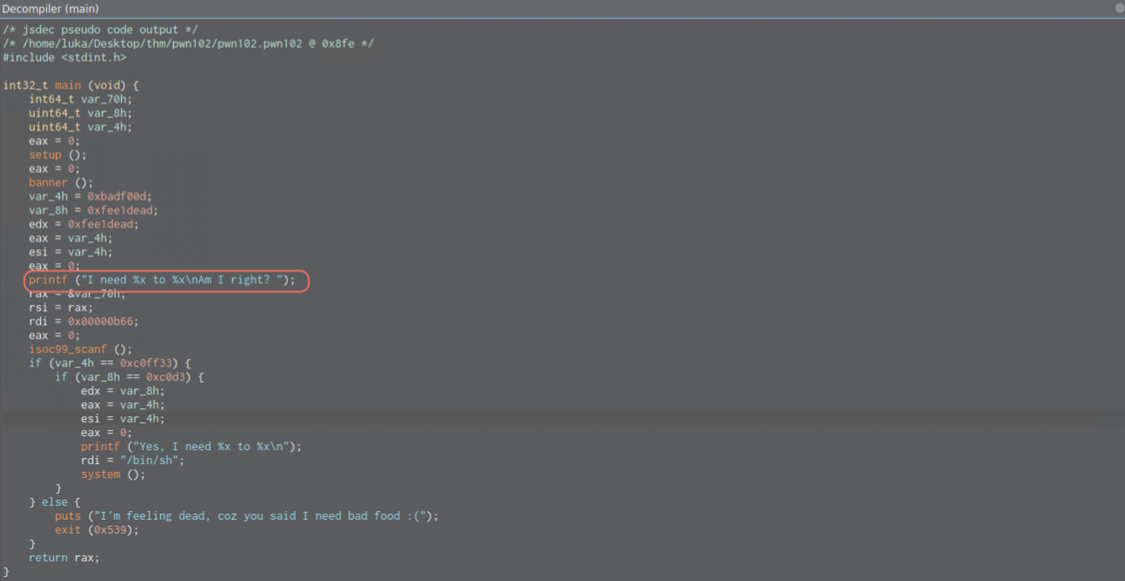 Decompiler (main)
/* jsdec pseudo code output */
/* /home/luka/Desktop/thm/pwn102/pwn102.pwn102 @ 0x8fe */
#include <stdint.h>
int32_t main (void) {
int64_t var_70h;
uint64_t var_8h;
uint64_t var_4h;
eax = 0;
setup ();
eax = 0;
banner ();
var_4h = 0xbadf00d;
var_8h = 0xfee1dead;
edx = 0xfee1dead;
eax = var_4h;
esi = var_4h;
eax = 0;
printf ("I need %x to %x\nAm I right? ");
rax = &var_70h;
rsi = rax;
rdi = 0x00000b66;
eax = 0;
isoc99_scanf ();
if (var_4h == 0xc0ff33) {
if (var_8h == 0xc0d3) {
edx = var_8h;
eax = var_4h;
esi = var_4h;
eax = 0;
printf ("Yes, I need %x to %x\n");
rdi = "/bin/sh";
system ();
}
} else {
puts ("I'm feeling dead, coz you said I need bad food :(");
exit (0x539);
}
return rax;
}